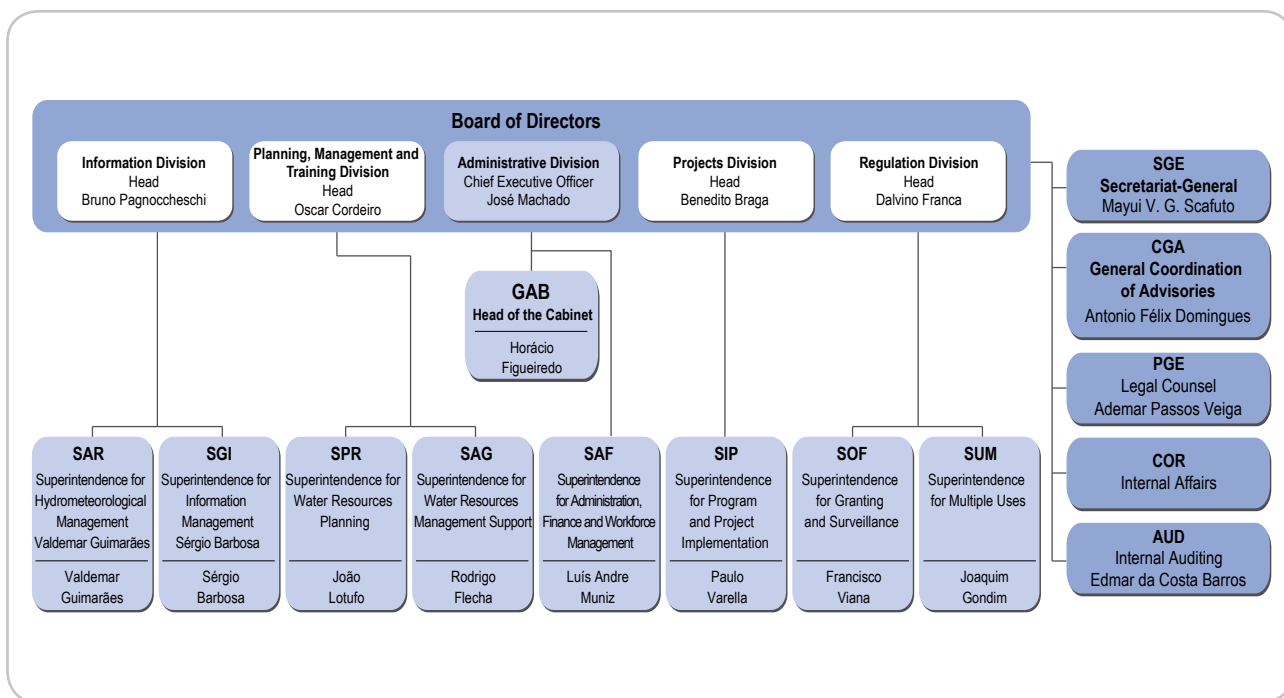 Board of Directors
Information Division
Head
Bruno Pagnoccheschi
Planning, Management and
Training Division
Head
Oscar Cordeiro
Administrative Division
Chief Executive Officer
José Machado
Projects Division
Head
Benedito Braga
Regulation Division
Head
Dalvino Franca
SGE
Secretariat-General
Mayui V. G. Scafuto
CGA
General Coordination
of Advisories
Antonio Félix Domingues
PGE
Legal Counsel
Ademar Passos Veiga
COR
Internal Affairs
AUD
Internal Auditing
Edmar da Costa Barros
GAB
Head of the Cabinet
Horácio
Figueiredo
SAR
Superintendence for
Hydrometeorological
Management
Valdemar Guimarães
Valdemar
Guimarães
SGI
Superintendence for
Information
Management
Sérgio Barbosa
Sérgio
Barbosa
SPR
Superintendence for
Water Resources
Planning
João
Lotufo
SAG
Superintendence for
Water Resources
Management Support
Rodrigo
Flecha
SAF
Superintendence
for Administration,
Finance and Workforce
Management
Luís Andre
Muniz
SIP
Superintendence
for Program
and Project
Implementation
Paulo
Varella
SOF
Superintendence
for Granting
and Surveillance
Francisco
Viana
SUM
Superintendence
for Multiple Uses
Joaquim
Gondim